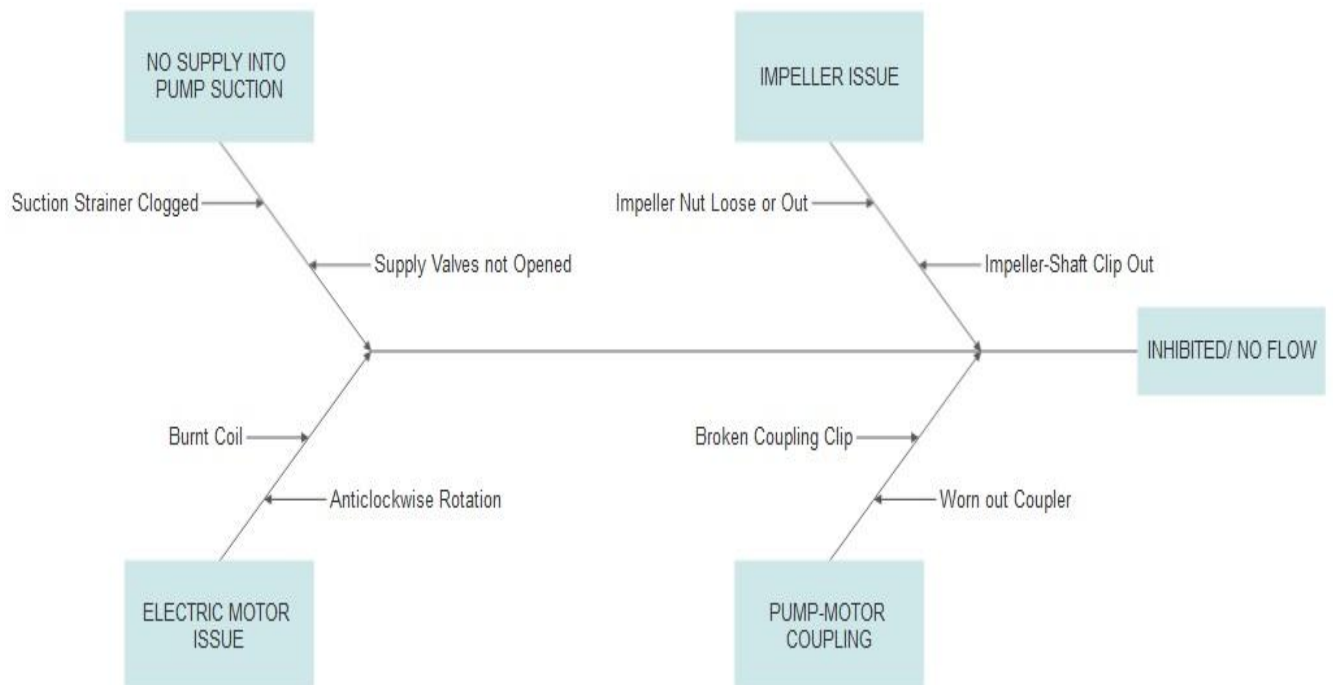 NO SUPPLY INTO
PUMP SUCTION
IMPELLER ISSUE
Suction Strainer Clogged
Impeller Nut Loose or Out
Supply Valves not Opened
Impeller-Shaft Clip Out
INHIBITED/ NO FLOW
Burnt Coil
Broken Coupling Clip
Anticlockwise Rotation
Worn out Coupler
ELECTRIC MOTOR
ISSUE
PUMP-MOTOR
COUPLING